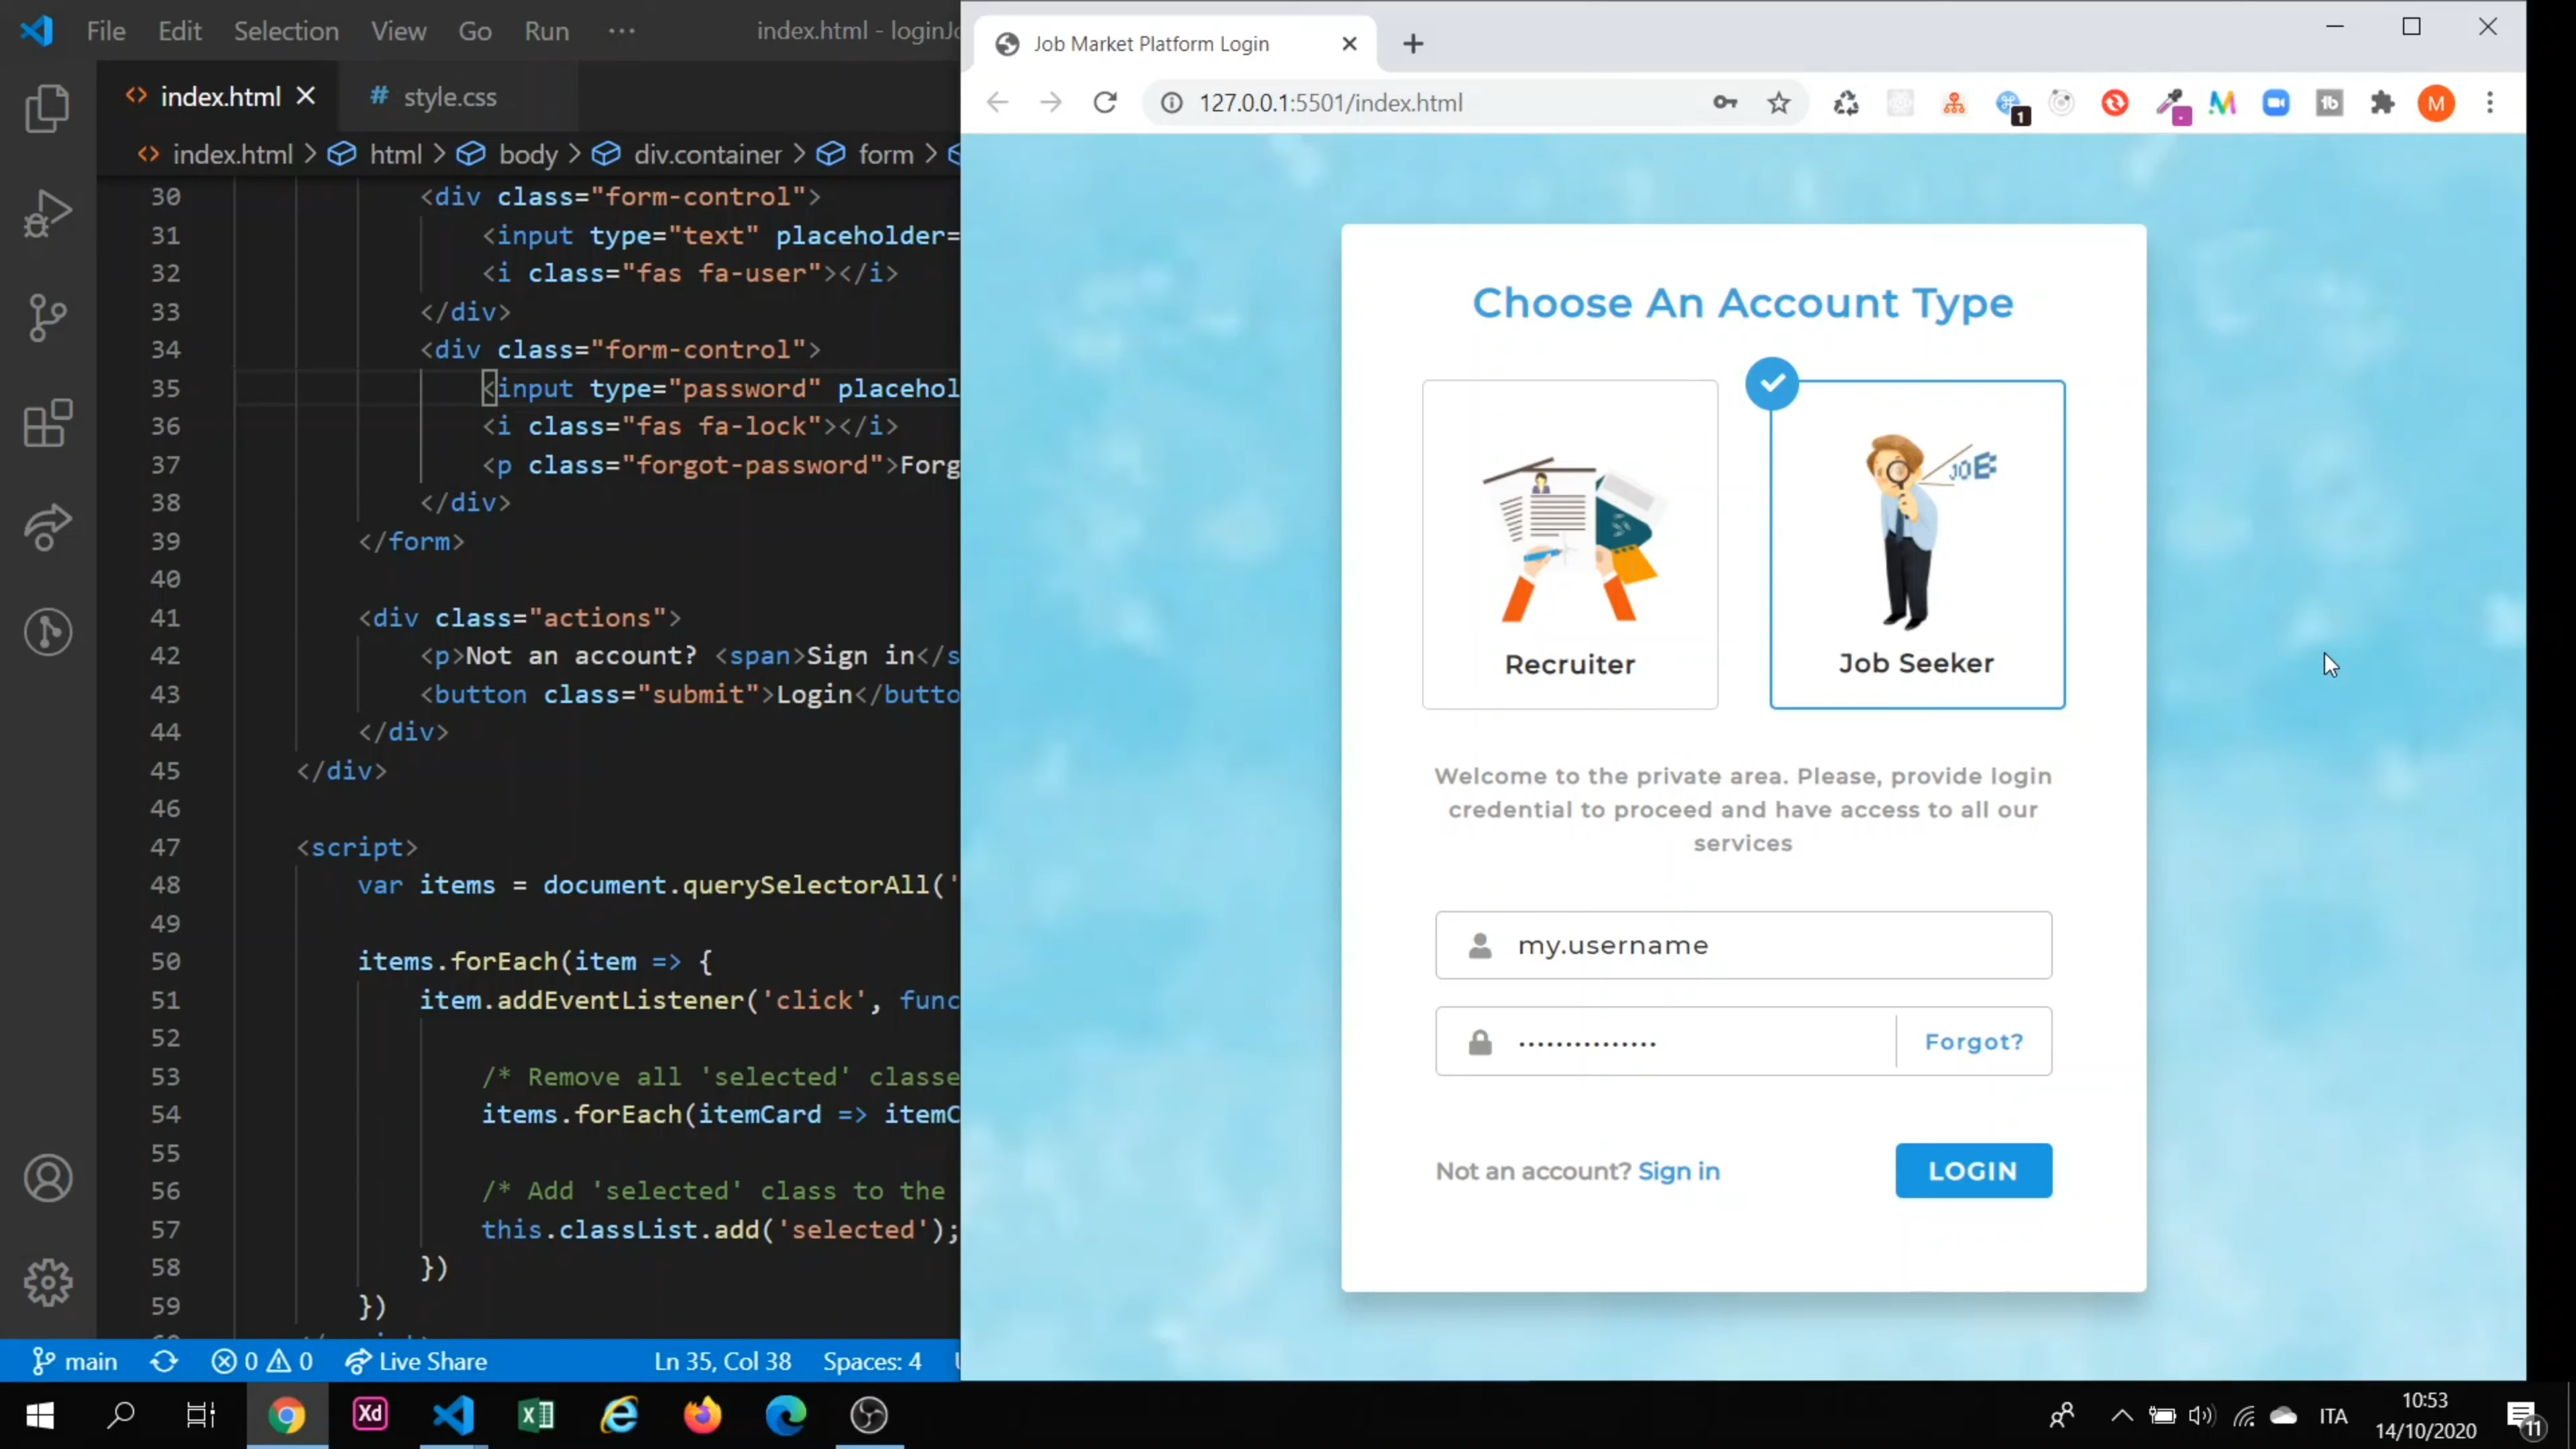 File Edit Selection View Go Run ··· index.html - loginJo
index.html
# style.css
index.html > html > body > div.container > form >
30 <div class="form-control">
31 <input type="text" placeholder=
32 <i class="fas fa-user"></i>
33 </div>
34 <div class="form-control">
35 <input type="password" placehol
36 <i class="fas fa-lock"></i>
37 <p class="forgot-password">Forg
38 </div>
39 </form>
40
41 <div class="actions">
42 <p>Not an account? <span>Sign in</s
43 <button class="submit">Login</butto
44 </div>
45 </div>
46
47 <script>
48 var items = document.querySelectorAll('
49
50 items.forEach(item => {
51 item.addEventListener('click', func
52
53 /* Remove all 'selected' classe
54 items.forEach(itemCard => itemC
55
56 /* Add 'selected' class to the
57 this.classList.add('selected');
58 })
59 })
main 0 0 Live Share Ln 35, Col 38 Spaces: 4
Job Market Platform Login
127.0.0.1:5501/index.html
1
M
Choose An Account Type
JOB
Recruiter
Job Seeker
Welcome to the private area. Please, provide login
credential to proceed and have access to all our
services
my.username
Forgot?
Not an account? Sign in
LOGIN
Xd
ITA
10:53
14/10/2020
11